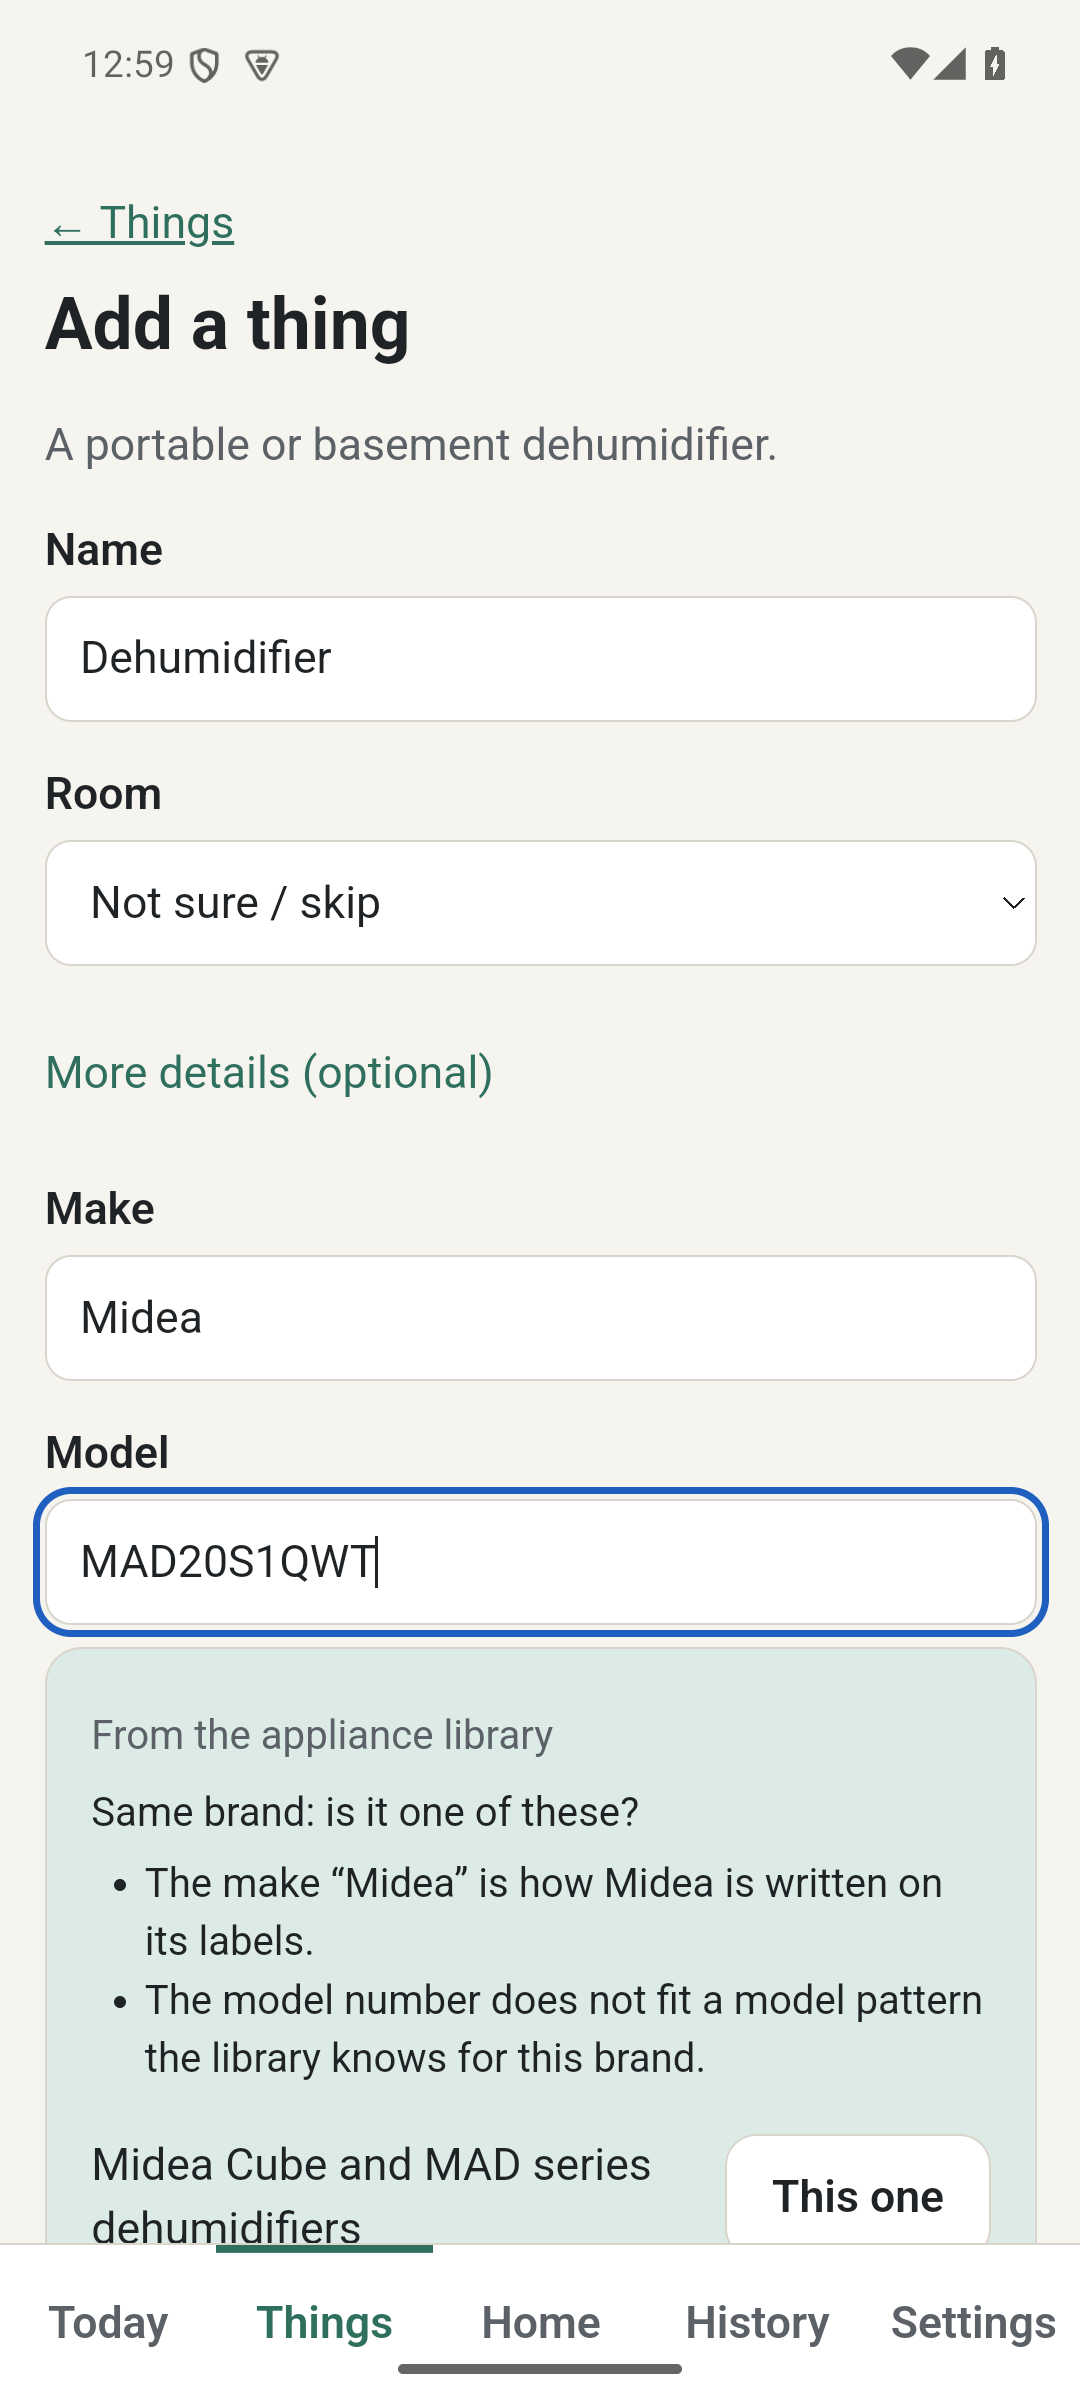 12:59
← Things
Add a thing
A portable or basement dehumidifier.
Name
Dehumidifier
Room
Not sure / skip
More details (optional)
Make
Midea
Model
MAD20S1QWT
From the appliance library
Same brand: is it one of these?
• The make “Midea” is how Midea is written on
its labels.
• The model number does not fit a model pattern
the library knows for this brand.
Midea Cube and MAD series
dehumidifiers
This one
Today
Things
Home
History
Settings